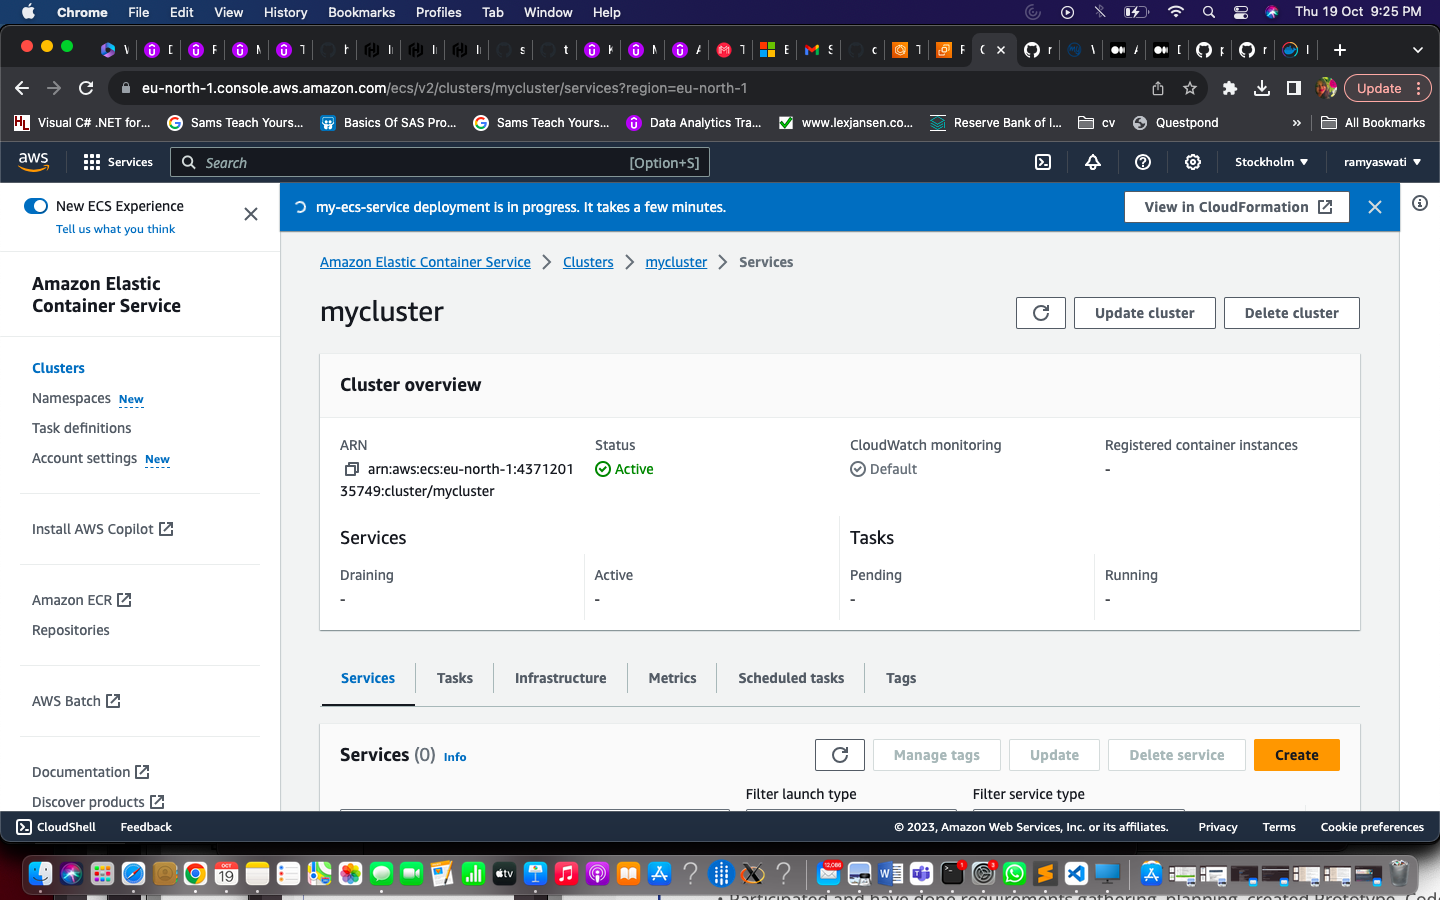 Chrome File Edit View History Bookmarks Profiles Tab Window Help Thu 19 Oct 9:25 PM
eu-north-1.console.aws.amazon.com/ecs/v2/clusters/mycluster/services?region=eu-north-1 Update
Visual C# .NET for... Sams Teach Yours... Basics Of SAS Pro... Sams Teach Yours... Data Analytics Tra... www.lexjansen.co... Reserve Bank of I... cv Questpond » All Bookmarks
aws Services Search [Option+S] Stockholm ramyaswati
New ECS Experience
Tell us what you think
my-ecs-service deployment is in progress. It takes a few minutes. View in CloudFormation
Amazon Elastic Container Service
Clusters
Namespaces New
Task definitions
Account settings New
Install AWS Copilot
Amazon ECR
Repositories
AWS Batch
Documentation
Discover products
Amazon Elastic Container Service > Clusters > mycluster > Services
mycluster Update cluster Delete cluster
Cluster overview
ARN
arn:aws:ecs:eu-north-1:4371201
35749:cluster/mycluster
Status
Active
CloudWatch monitoring
Default
Registered container instances
-
Services
Draining
-
Active
-
Tasks
Pending
-
Running
-
Services Tasks Infrastructure Metrics Scheduled tasks Tags
Services (0) Info Manage tags Update Delete service Create
Filter launch type Filter service type
CloudShell Feedback © 2023, Amazon Web Services, Inc. or its affiliates. Privacy Terms Cookie preferences